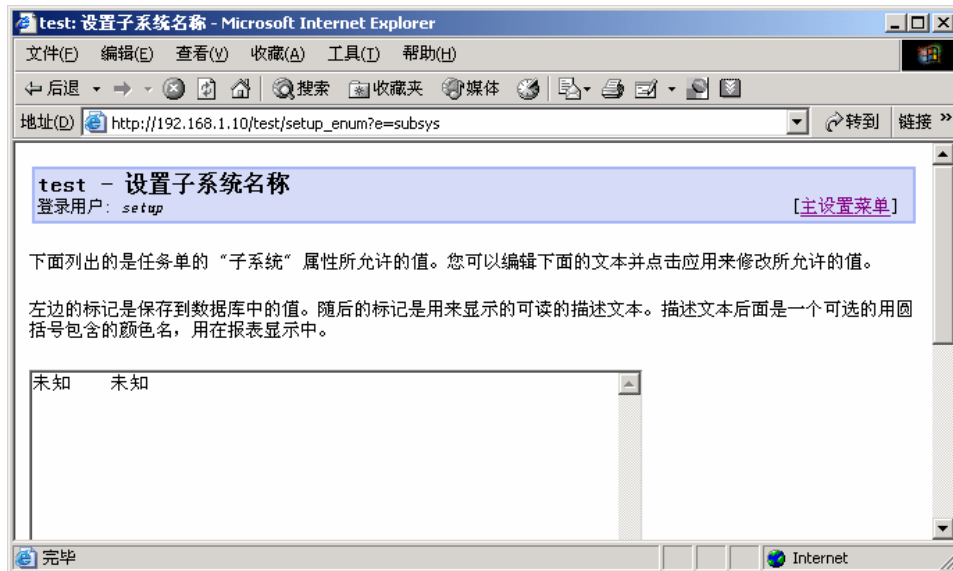 test: 设置子系统名称 - Microsoft Internet Explorer
文件(F) 编辑(E) 查看(V) 收藏(A) 工具(T) 帮助(H)
后退 搜索 收藏夹 媒体
地址(D) http://192.168.1.10/test/setup_enum?e=subsys 转到 链接 »
test - 设置子系统名称
登录用户: setup [主设置菜单]
下面列出的是任务单的“子系统”属性所允许的值。您可以编辑下面的文本并点击应用来修改所允许的值。
左边的标记是保存到数据库中的值。随后的标记是用来显示的可读的描述文本。描述文本后面是一个可选的用圆
括号包含的颜色名，用在报表显示中。
未知 未知
完毕 Internet